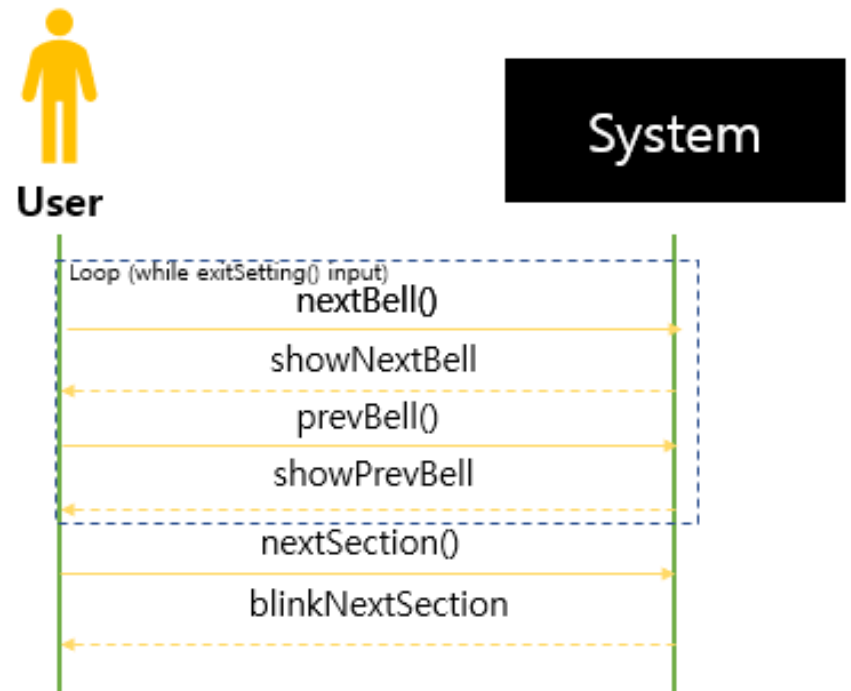 System
User
Loop (while exitSetting() input)
nextBell()
showNextBell
prevBell()
showPrevBell
nextSection()
blinkNextSection